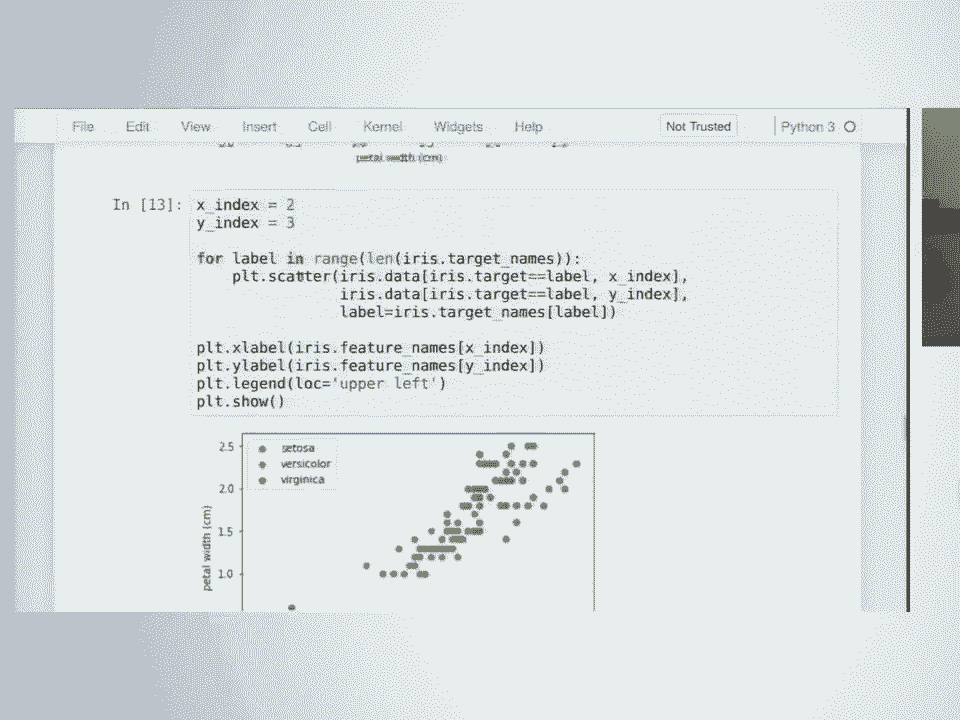 File Edit View Insert Cell Kernel Widgets Help Not Trusted Python 3
petal width (cm)
In [13]: x_index = 2
y_index = 3
for label in range(len(iris.target_names)):
plt.scatter(iris.data[iris.target==label, x_index],
iris.data[iris.target==label, y_index],
label=iris.target_names[label])
plt.xlabel(iris.feature_names[x_index])
plt.ylabel(iris.feature_names[y_index])
plt.legend(loc='upper left')
plt.show()
2.5
setosa
versicolor
virginica
2.0
1.5
1.0
petal width (cm)